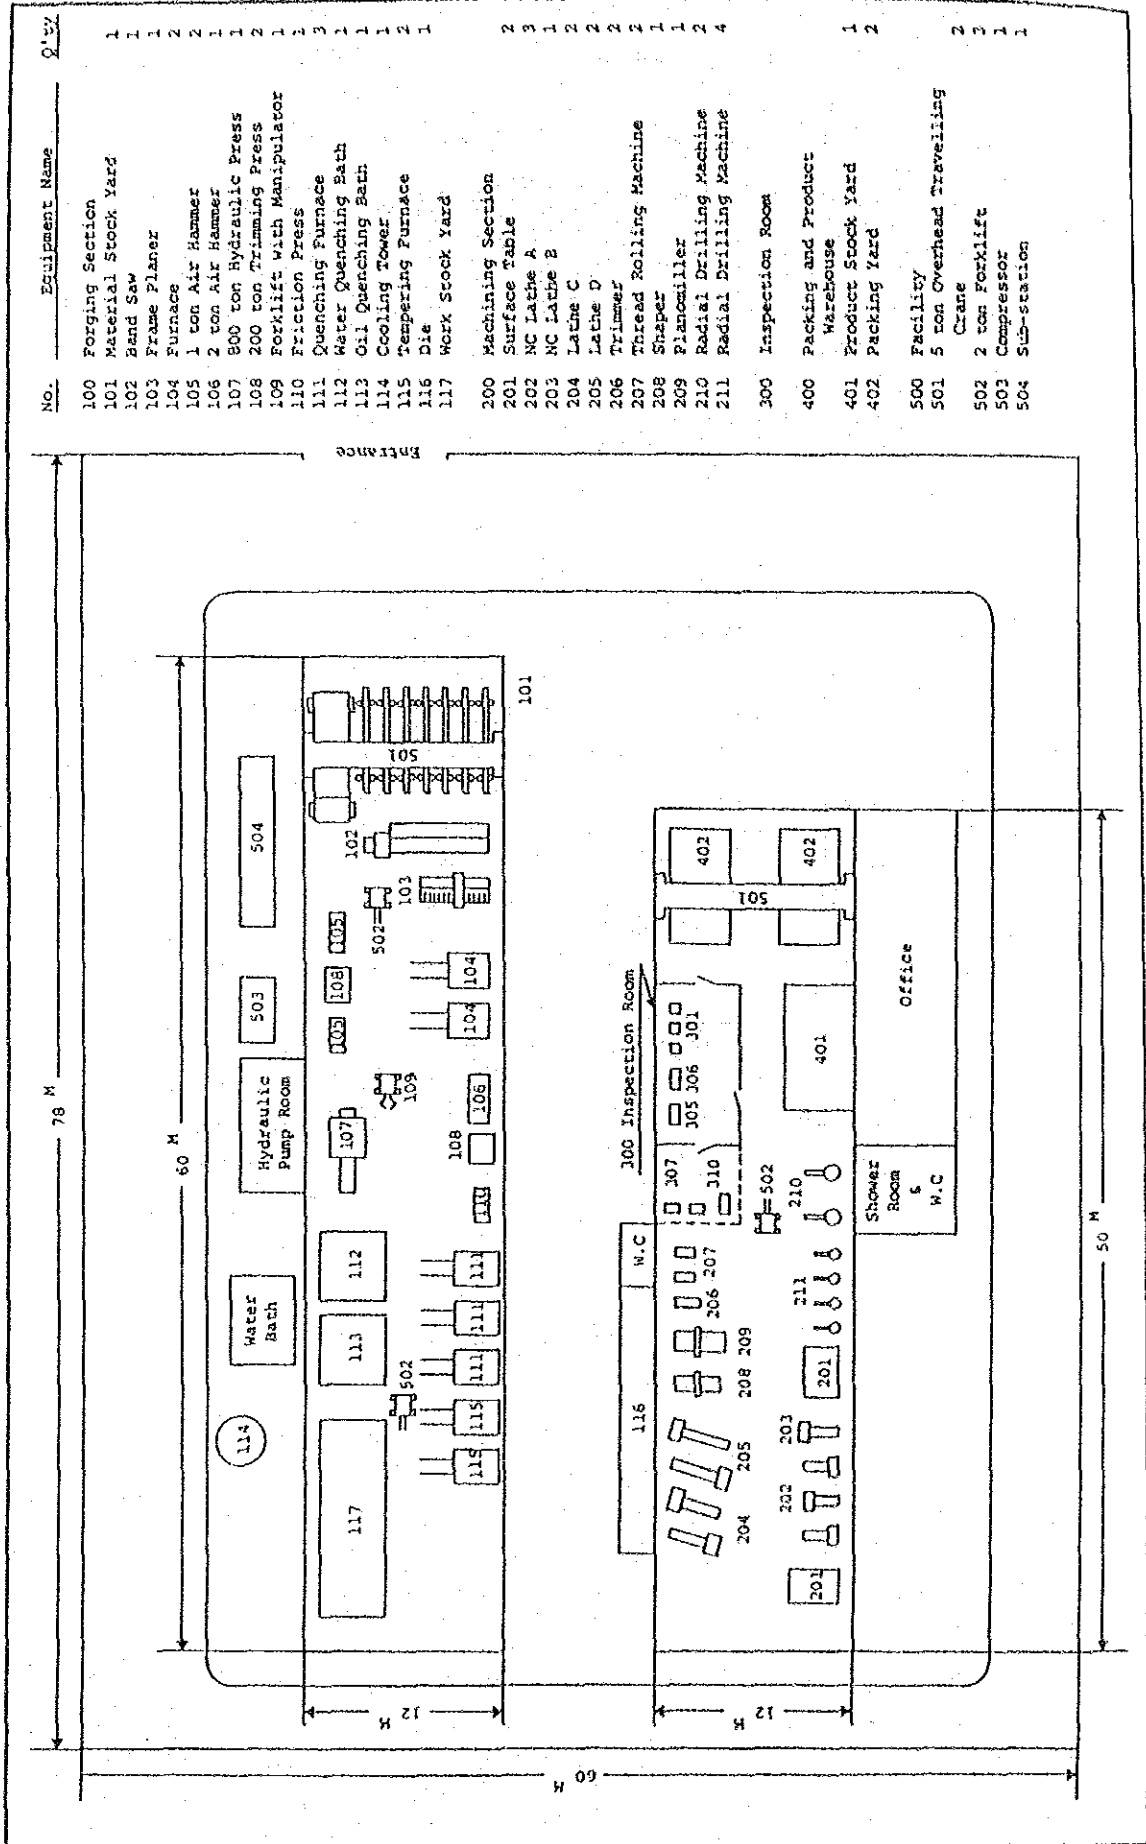 78 M
60 M
Water
Bath
Hydraulic
Pump Room
503
504
114
117
113
112
107
105
108
105
102
501
101
502
109
502
103
115
115
111
111
111
110
108
106
104
104
12 M
60 M
300 Inspection Room
116
W.C
204
205
208
209
206
207
307
310
305
306
301
402
402
501
201
202
203
201
211
210
502
401
Shower
Room
&
W.C
Office
12 M
50 M
Entrance
No. Equipment Name Q'ty
100 Forging Section
101 Material Stock Yard 1
102 Band Saw 1
103 Frame Planer 1
104 Furnace 2
105 1 ton Air Hammer 2
106 2 ton Air Hammer 1
107 800 ton Hydraulic Press 1
108 200 ton Trimming Press 2
109 Forklift with Manipulator 1
110 Friction Press 1
111 Quenching Furnace 3
112 Water Quenching Bath 1
113 Oil Quenching Bath 1
114 Cooling Tower 1
115 Tempering Furnace 2
116 Die 1
117 Work Stock Yard
200 Machining Section
201 Surface Table 2
202 NC Lathe A 3
203 NC Lathe B 1
204 Lathe C 2
205 Lathe D 2
206 Trimmer 2
207 Thread Rolling Machine 2
208 Shaper 1
209 Planomiller 1
210 Radial Drilling Machine 2
211 Radial Drilling Machine 4
300 Inspection Room
400 Packing and Product
Warehouse
401 Product Stock Yard 1
402 Packing Yard 2
500 Facility
501 5 ton Overhead Travelling
Crane 2
502 2 ton Forklift 3
503 Compressor 1
504 Sub-station 1